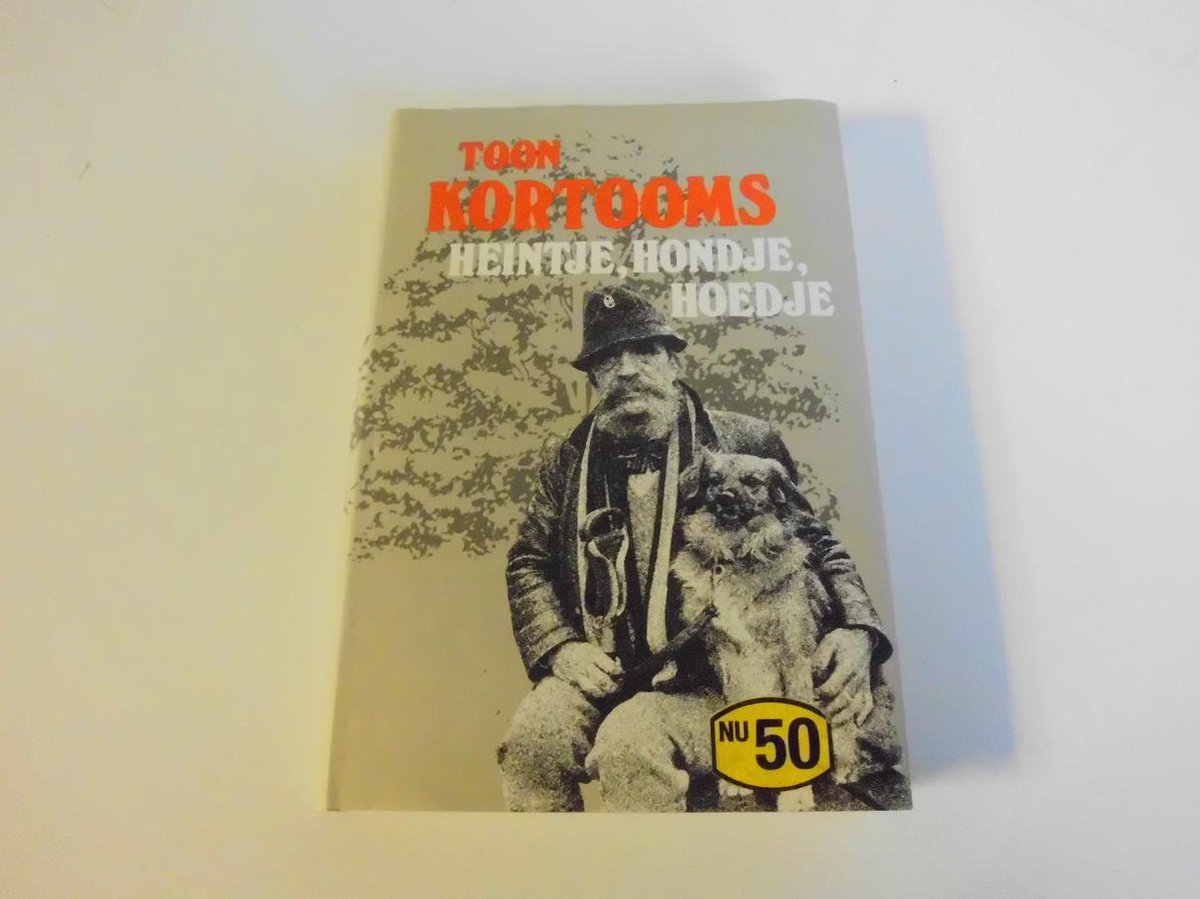 TOON
KORTOOMS
HEINTJE, HONDJE,
HOEDJE
NU 50